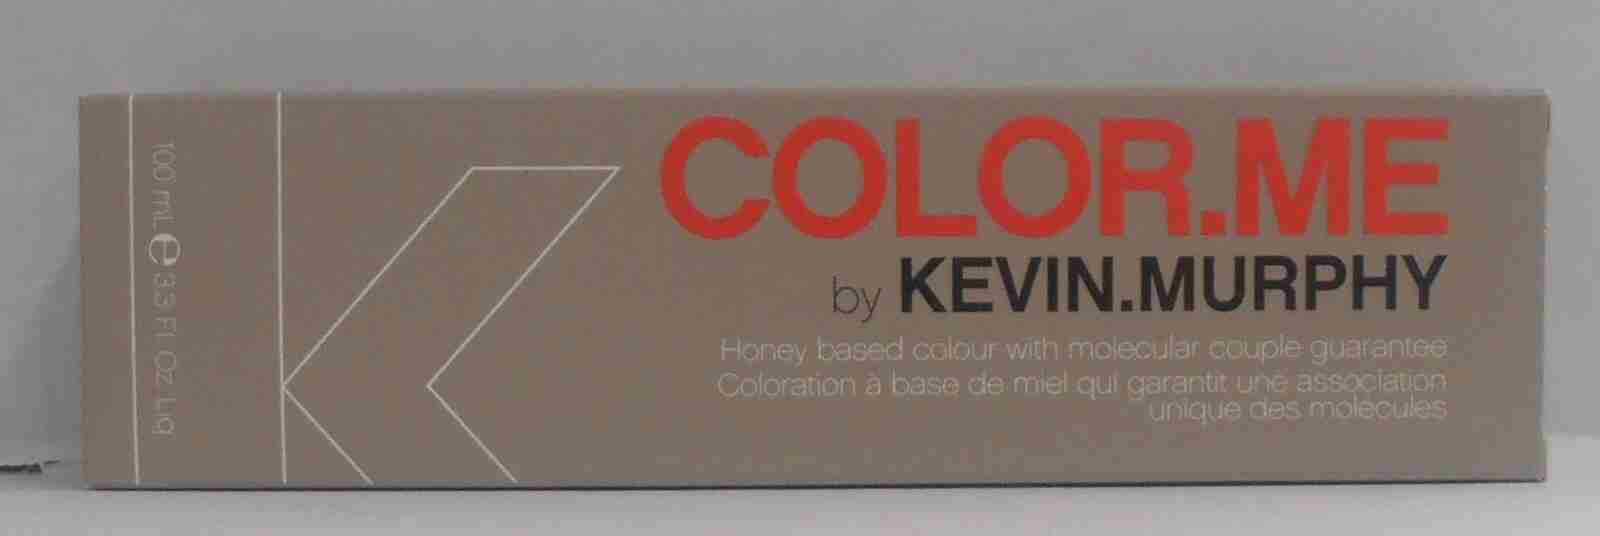 100 mL e 3.3 Fl Oz Liq
COLOR.ME
by KEVIN.MURPHY
Honey based colour with molecular couple guarantee
Coloration à base de miel qui garantit une association
unique des molécules